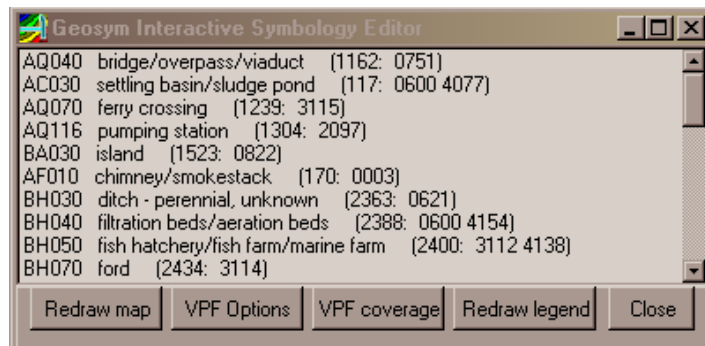 Geosym Interactive Symbology Editor
AQ040 bridge/overpass/viaduct (1162: 0751)
AC030 settling basin/sludge pond (117: 0600 4077)
AQ070 ferry crossing (1239: 3115)
AQ116 pumping station (1304: 2097)
BA030 island (1523: 0822)
AF010 chimney/smokestack (170: 0003)
BH030 ditch - perennial, unknown (2363: 0621)
BH040 filtration beds/aeration beds (2388: 0600 4154)
BH050 fish hatchery/fish farm/marine farm (2400: 3112 4138)
BH070 ford (2434: 3114)
Redraw map VPF Options VPF coverage Redraw legend Close